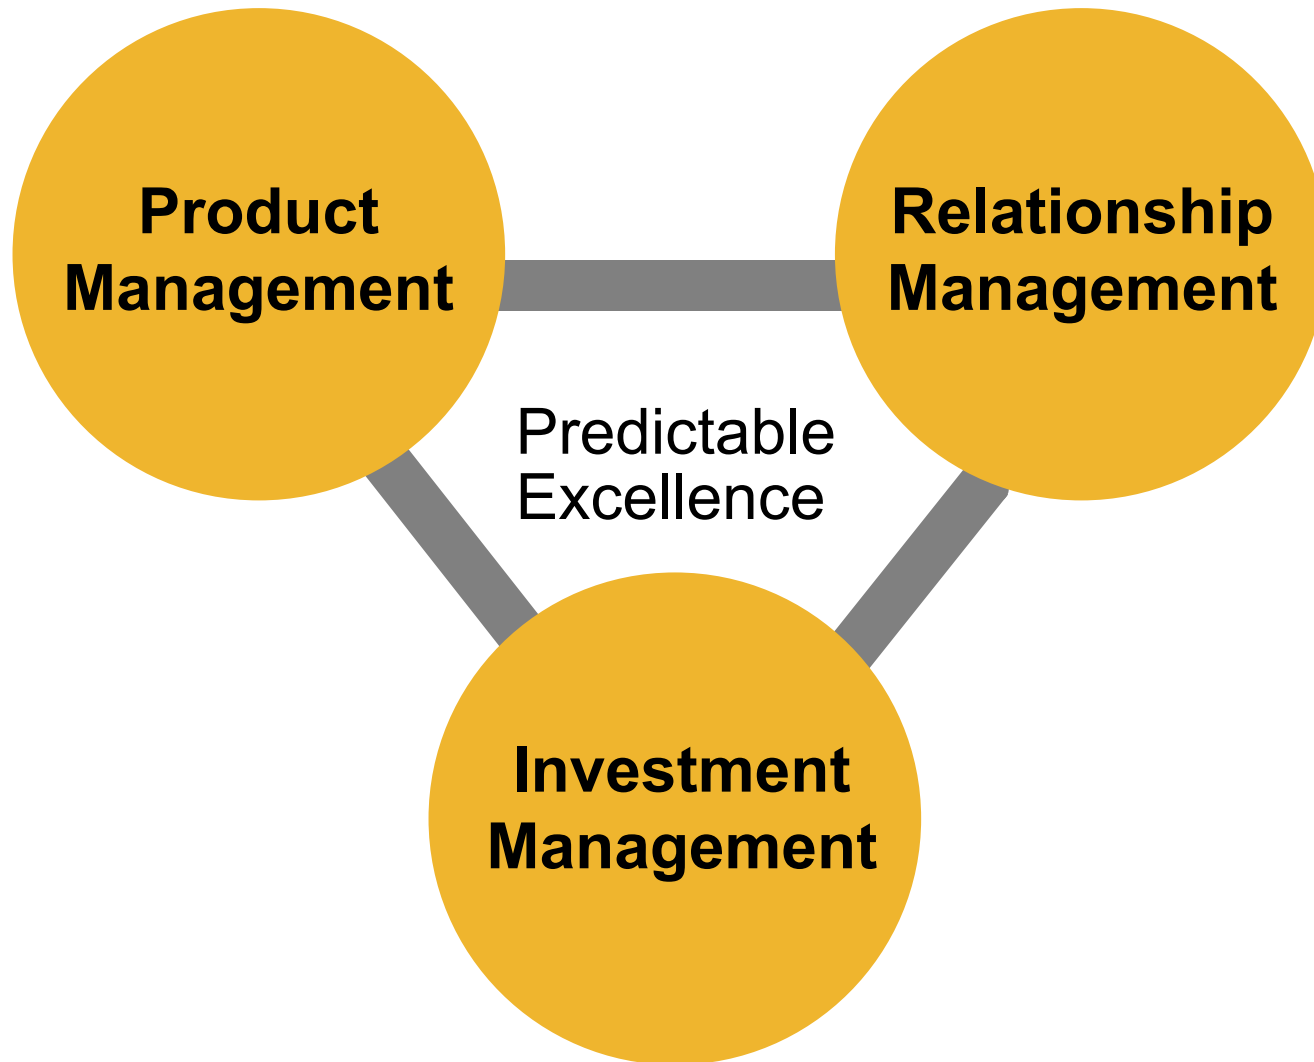 Product
Management
Relationship
Management
Predictable
Excellence
Investment
Management